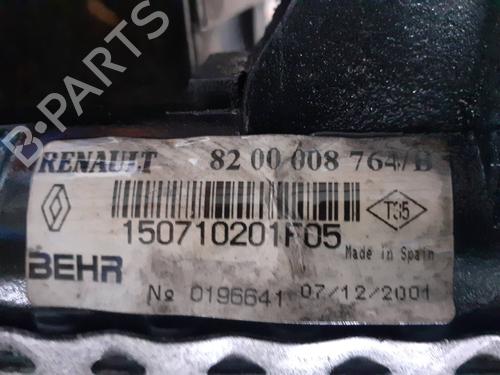 B-PARTS
RENAULT 82 00 008 764/B
T35
150710201F05
Made in Spain
BEHR
No 0196641 07/12/2001